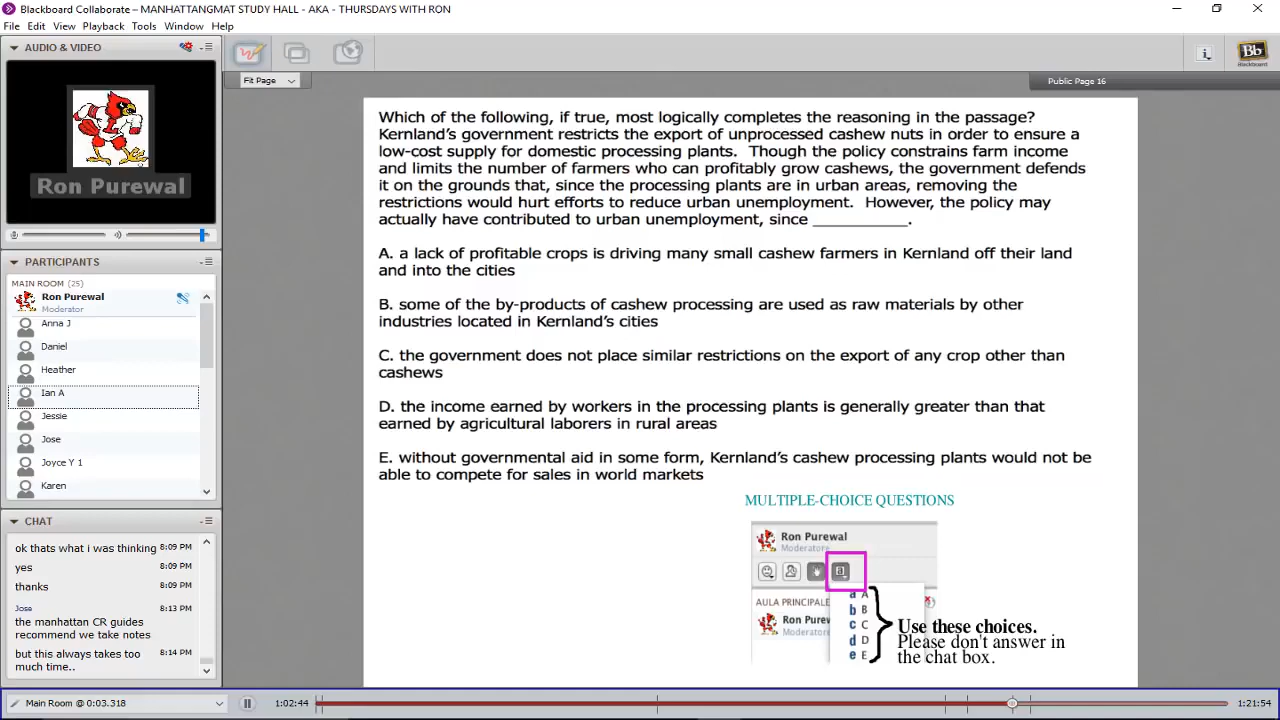 Blackboard Collaborate – MANHATTANGMAT STUDY HALL - AKA - THURSDAYS WITH RON
File Edit View Playback Tools Window Help
AUDIO & VIDEO
Ron Purewal
PARTICIPANTS
MAIN ROOM (25)
Ron Purewal
Moderator
Anna J
Daniel
Heather
Ian A
Jessie
Jose
Joyce Y 1
Karen
CHAT
ok thats what i was thinking 8:09 PM
yes 8:09 PM
thanks 8:09 PM
Jose 8:13 PM
the manhattan CR guides
recommend we take notes
but this always takes too 8:14 PM
much time..
Fit Page
Public Page 16
i
Bb
Blackboard
Which of the following, if true, most logically completes the reasoning in the passage?
Kernland's government restricts the export of unprocessed cashew nuts in order to ensure a
low-cost supply for domestic processing plants. Though the policy constrains farm income
and limits the number of farmers who can profitably grow cashews, the government defends
it on the grounds that, since the processing plants are in urban areas, removing the
restrictions would hurt efforts to reduce urban unemployment. However, the policy may
actually have contributed to urban unemployment, since __________.
A. a lack of profitable crops is driving many small cashew farmers in Kernland off their land
and into the cities
B. some of the by-products of cashew processing are used as raw materials by other
industries located in Kernland's cities
C. the government does not place similar restrictions on the export of any crop other than
cashews
D. the income earned by workers in the processing plants is generally greater than that
earned by agricultural laborers in rural areas
E. without governmental aid in some form, Kernland's cashew processing plants would not be
able to compete for sales in world markets
MULTIPLE-CHOICE QUESTIONS
Ron Purewal
Moderator
AULA PRINCIPALE
Ron Purew
Moderator
a A
b B
c C
d D
e E
Use these choices.
Please don't answer in
the chat box.
Main Room @ 0:03.318
1:02:44
1:21:54